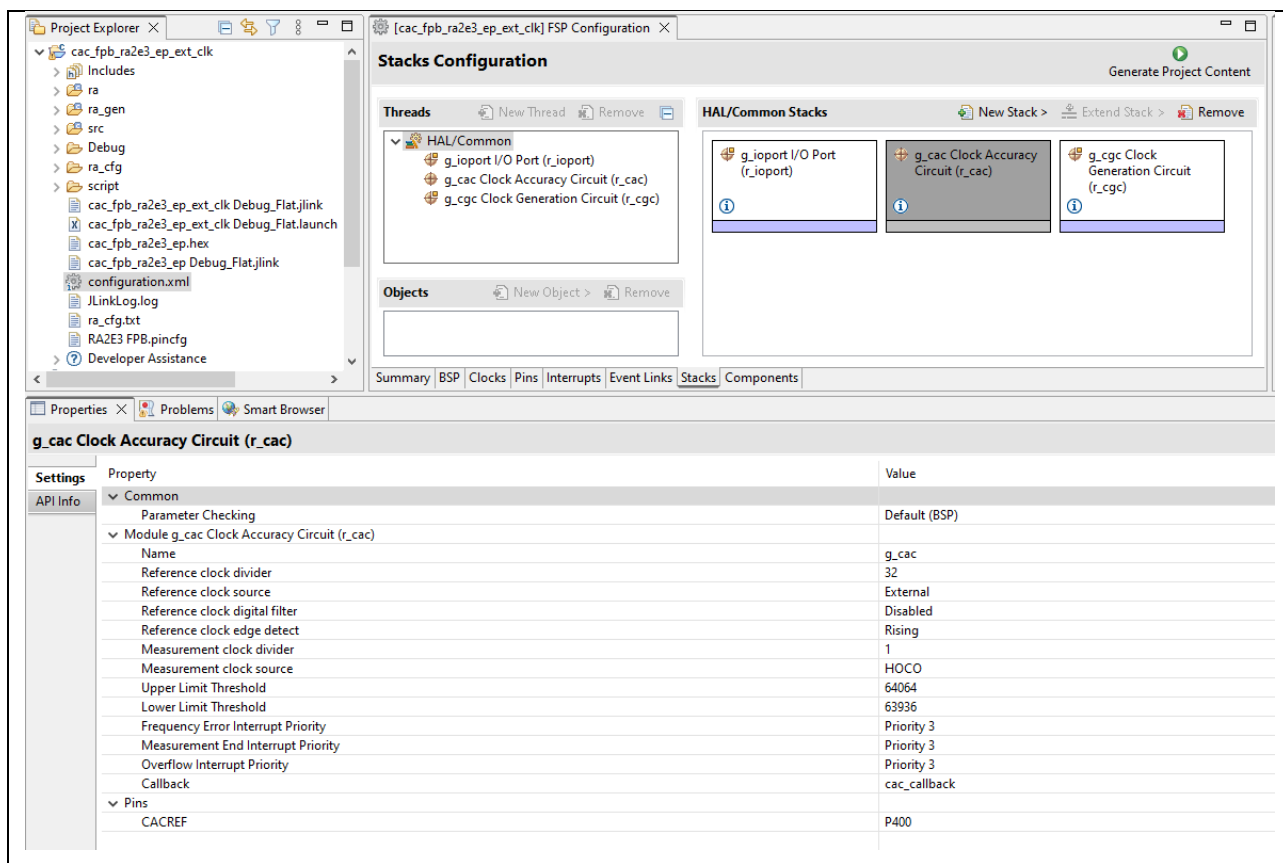 Project Explorer
cac_fpb_ra2e3_ep_ext_clk
Includes
ra
ra_gen
src
Debug
ra_cfg
script
cac_fpb_ra2e3_ep_ext_clk Debug_Flat.jlink
cac_fpb_ra2e3_ep_ext_clk Debug_Flat.launch
cac_fpb_ra2e3_ep.hex
cac_fpb_ra2e3_ep Debug_Flat.jlink
configuration.xml
JLinkLog.log
ra_cfg.txt
RA2E3 FPB.pincfg
Developer Assistance
[cac_fpb_ra2e3_ep_ext_clk] FSP Configuration
Stacks Configuration
Generate Project Content
Threads New Thread Remove
HAL/Common
g_ioport I/O Port (r_ioport)
g_cac Clock Accuracy Circuit (r_cac)
g_cgc Clock Generation Circuit (r_cgc)
Objects New Object > Remove
HAL/Common Stacks New Stack > Extend Stack > Remove
g_ioport I/O Port
(r_ioport)
g_cac Clock Accuracy
Circuit (r_cac)
g_cgc Clock
Generation Circuit
(r_cgc)
Summary BSP Clocks Pins Interrupts Event Links Stacks Components
Properties Problems Smart Browser
g_cac Clock Accuracy Circuit (r_cac)
Settings
API Info
Property Value
Common
Parameter Checking Default (BSP)
Module g_cac Clock Accuracy Circuit (r_cac)
Name g_cac
Reference clock divider 32
Reference clock source External
Reference clock digital filter Disabled
Reference clock edge detect Rising
Measurement clock divider 1
Measurement clock source HOCO
Upper Limit Threshold 64064
Lower Limit Threshold 63936
Frequency Error Interrupt Priority Priority 3
Measurement End Interrupt Priority Priority 3
Overflow Interrupt Priority Priority 3
Callback cac_callback
Pins
CACREF P400